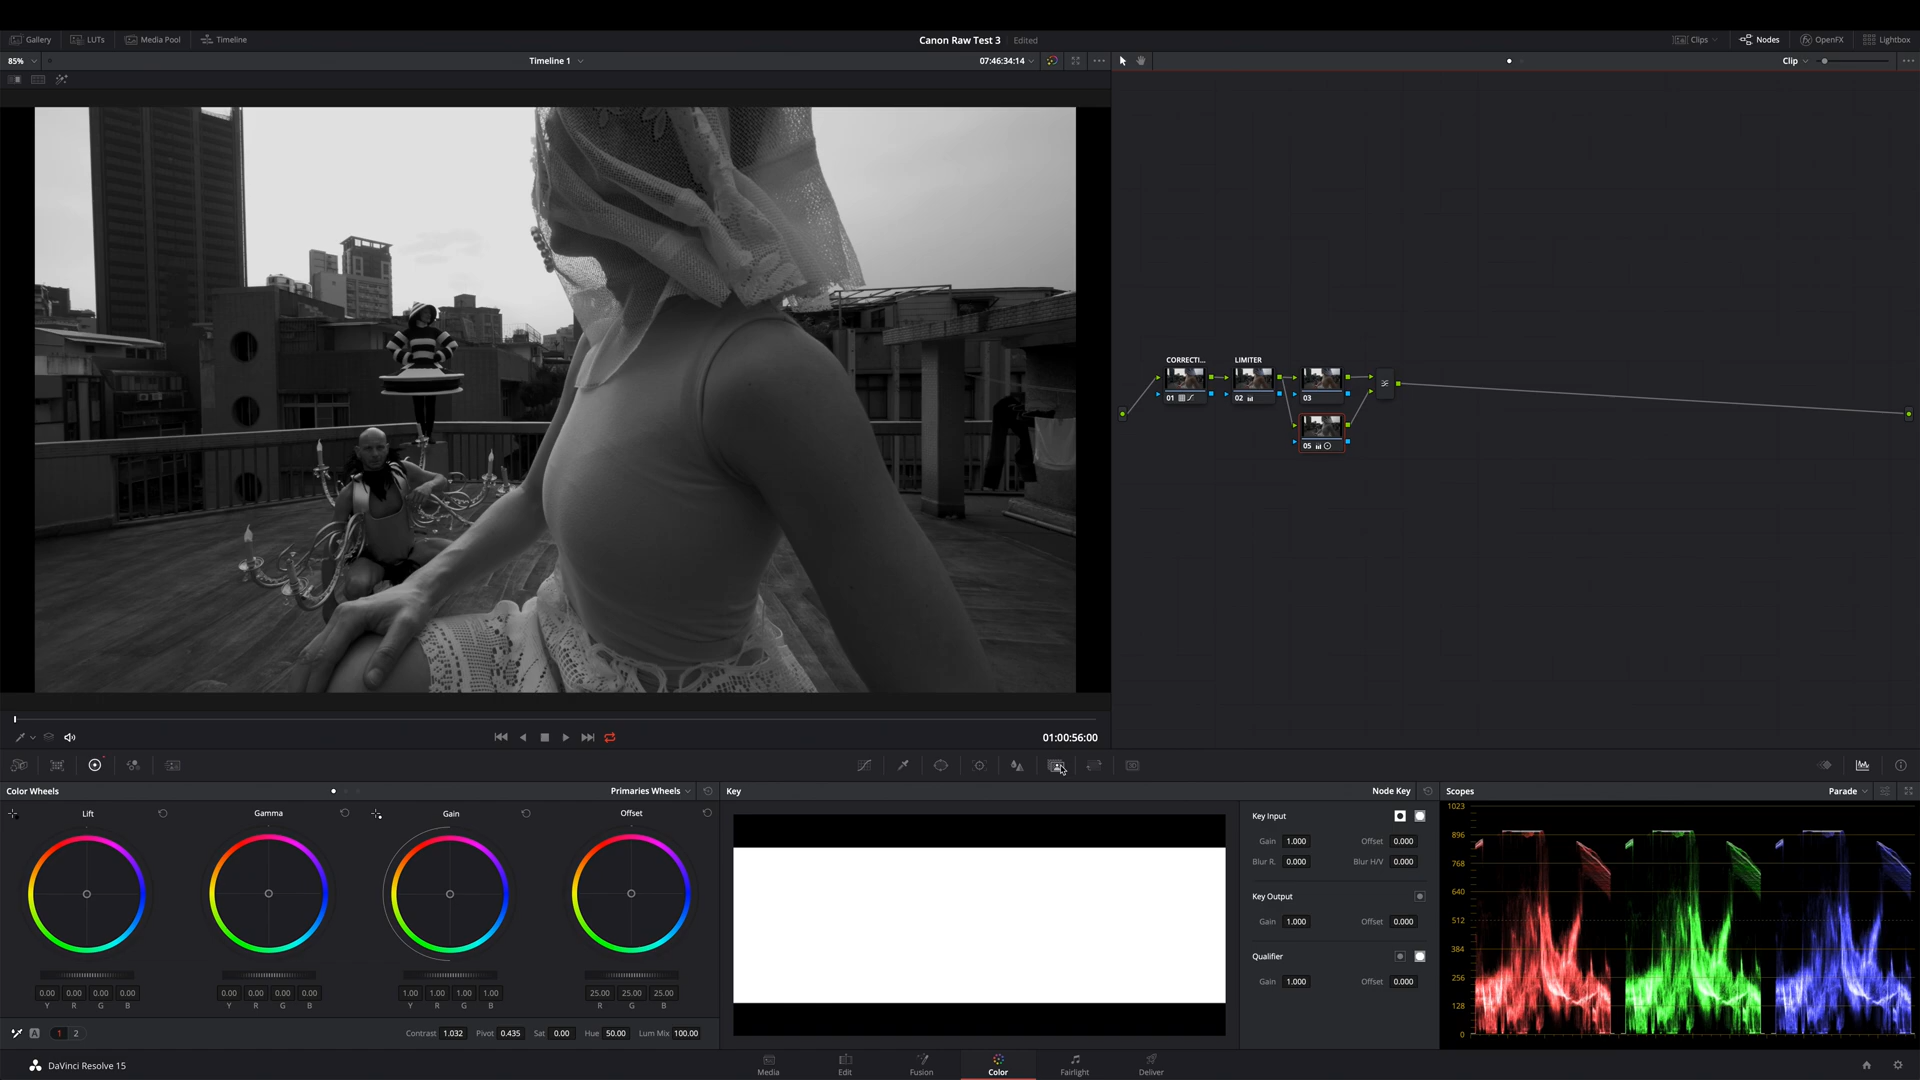 Gallery LUTs Media Pool Timeline Canon Raw Test 3 Edited Clips Nodes OpenFX Lightbox
85% Timeline 1 07:46:34:14 Clip
CORRECTI... LIMITER
01 02 03
05
01:00:56:00
Color Wheels Primaries Wheels Key Node Key Scopes Parade
Lift Gamma Gain Offset
Key Input
Gain 1.000 Offset 0.000
Blur R. 0.000 Blur H/V 0.000
Key Output
Gain 1.000 Offset 0.000
Qualifier
Gain 1.000 Offset 0.000
1023
896
768
640
512
384
256
128
0
0.00 0.00 0.00 0.00 0.00 0.00 0.00 0.00 1.00 1.00 1.00 1.00 25.00 25.00 25.00
Y R G B Y R G B Y R G B R G B
A 1 2 Contrast 1.032 Pivot 0.435 Sat 0.00 Hue 50.00 Lum Mix 100.00
DaVinci Resolve 15 Media Edit Fusion Color Fairlight Deliver